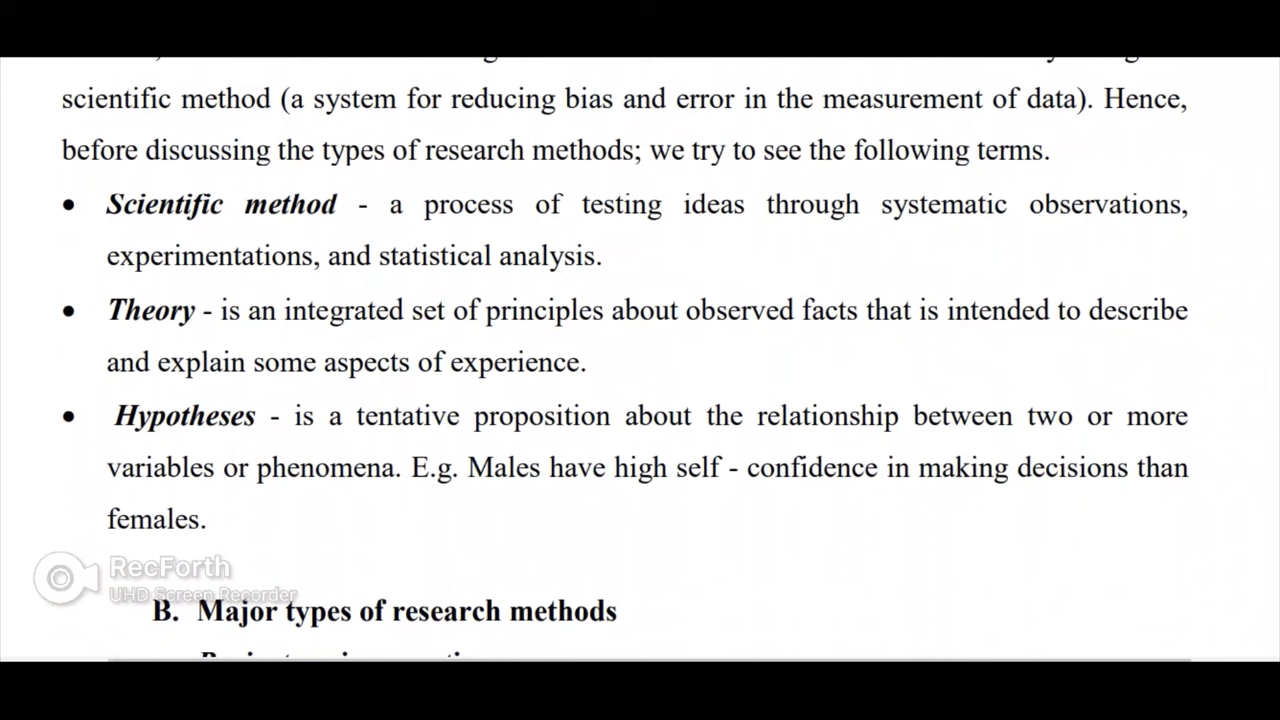 scientific method (a system for reducing bias and error in the measurement of data). Hence,
before discussing the types of research methods; we try to see the following terms.
• Scientific method - a process of testing ideas through systematic observations,
experimentations, and statistical analysis.
• Theory - is an integrated set of principles about observed facts that is intended to describe
and explain some aspects of experience.
• Hypotheses - is a tentative proposition about the relationship between two or more
variables or phenomena. E.g. Males have high self - confidence in making decisions than
females.
RecForth
UHD Screen Recorder
B. Major types of research methods